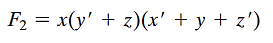 F₂ = x(y′ + z)(x′ + y + z′)